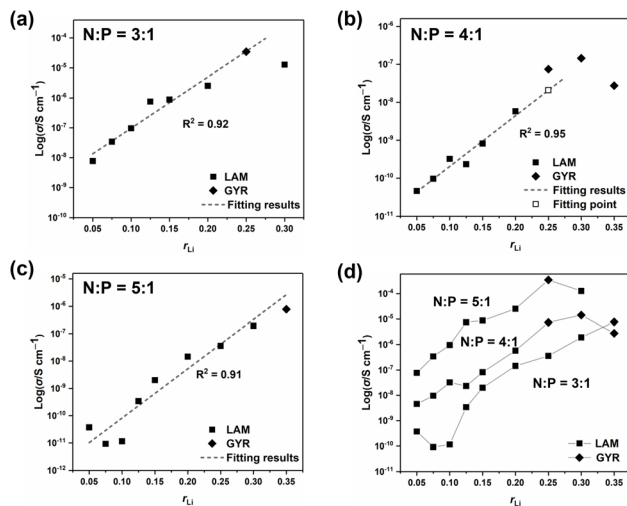 (a)
N:P = 3:1
Log(σ/S cm⁻¹)
10⁻⁴
10⁻⁵
10⁻⁶
10⁻⁷
10⁻⁸
10⁻⁹
10⁻¹⁰
R² = 0.92
LAM
GYR
Fitting results
0.05 0.10 0.15 0.20 0.25 0.30
r_Li
(b)
N:P = 4:1
Log(σ/S cm⁻¹)
10⁻⁶
10⁻⁷
10⁻⁸
10⁻⁹
10⁻¹⁰
10⁻¹¹
R² = 0.95
LAM
GYR
Fitting results
Fitting point
0.05 0.10 0.15 0.20 0.25 0.30 0.35
r_Li
(c)
N:P = 5:1
Log(σ/S cm⁻¹)
10⁻⁵
10⁻⁶
10⁻⁷
10⁻⁸
10⁻⁹
10⁻¹⁰
10⁻¹¹
10⁻¹²
R² = 0.91
LAM
GYR
Fitting results
0.05 0.10 0.15 0.20 0.25 0.30 0.35
r_Li
(d)
Log(σ/S cm⁻¹)
10⁻⁴
10⁻⁵
10⁻⁶
10⁻⁷
10⁻⁸
10⁻⁹
10⁻¹⁰
10⁻¹¹
N:P = 5:1
N:P = 4:1
N:P = 3:1
LAM
GYR
0.05 0.10 0.15 0.20 0.25 0.30 0.35
r_Li